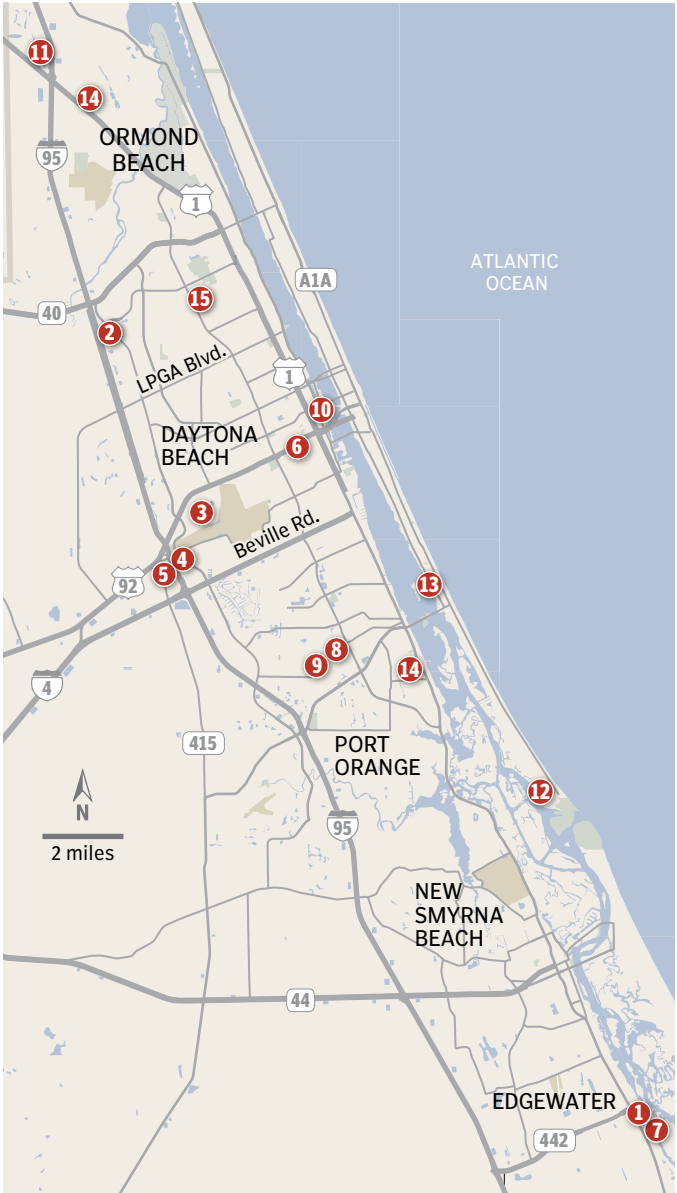 11
14
ORMOND
BEACH
95
1
ATLANTIC
OCEAN
A1A
15
40
2
LPGA Blvd.
1
10
DAYTONA
BEACH
6
3
Beville Rd.
4
5
92
13
8
9
14
4
415
PORT
ORANGE
N
2 miles
12
95
NEW
SMYRNA
BEACH
44
EDGEWATER
1
7
442